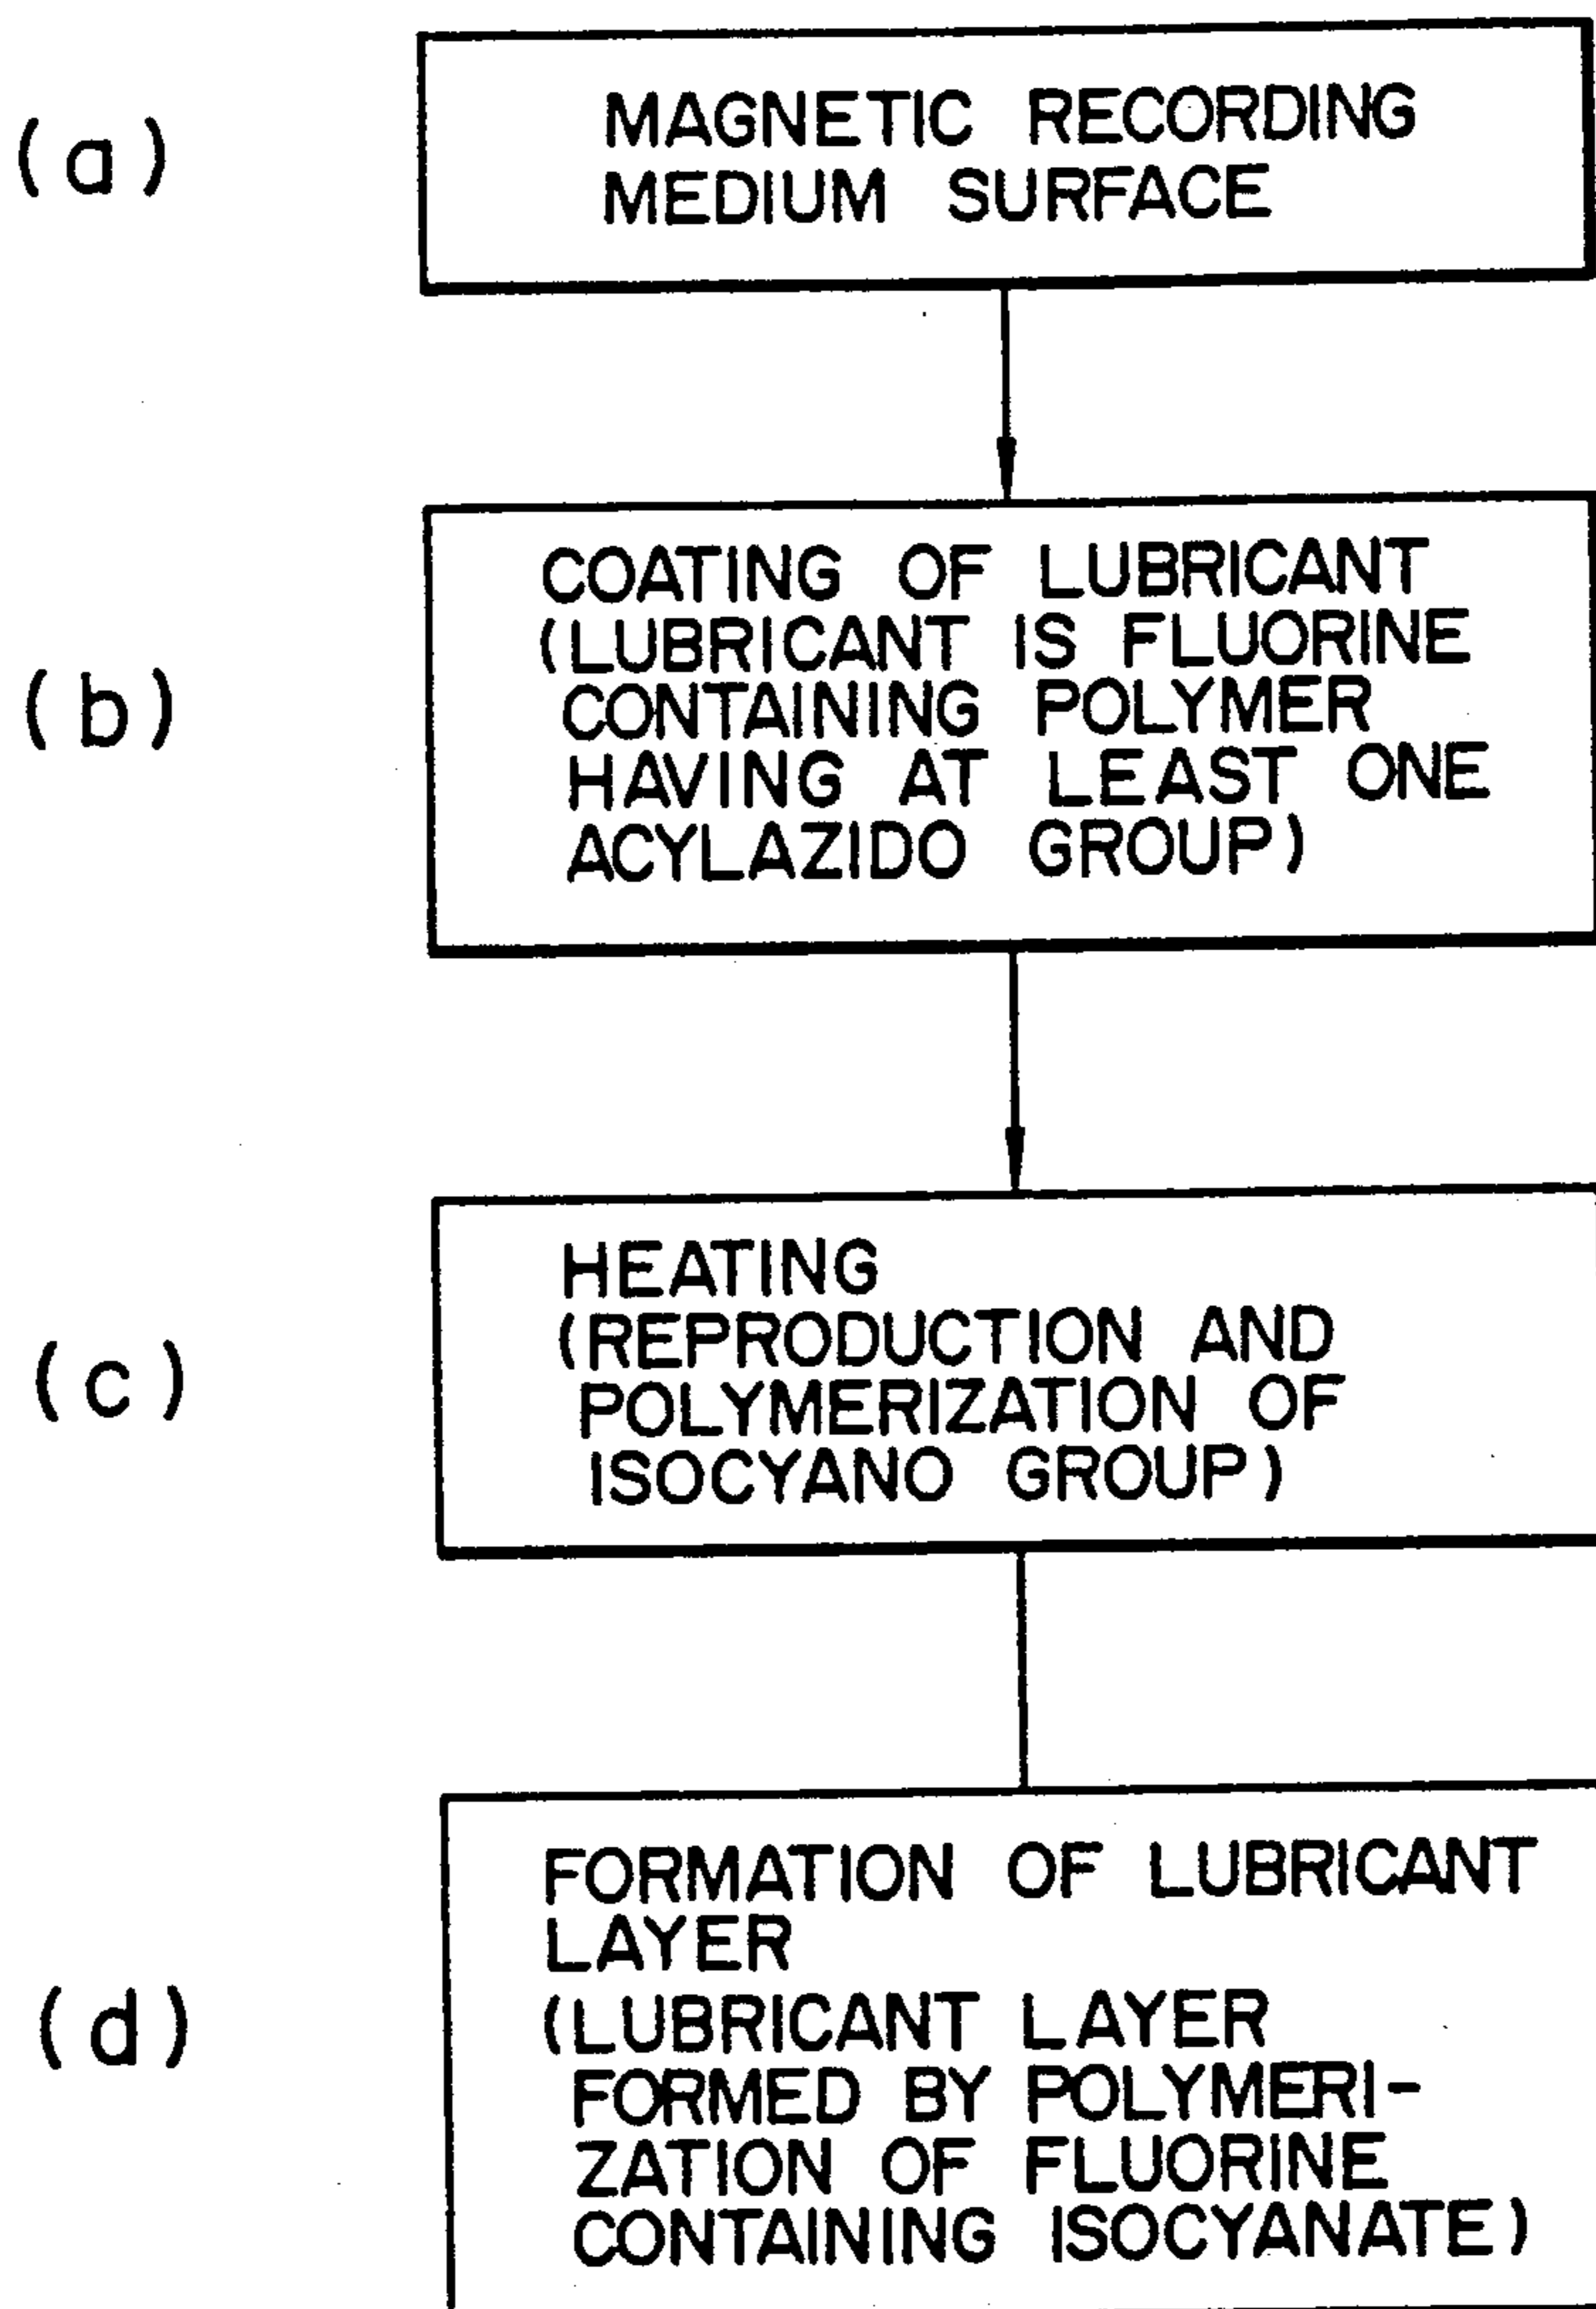 (a)
MAGNETIC RECORDING
MEDIUM SURFACE
(b)
COATING OF LUBRICANT
(LUBRICANT IS FLUORINE
CONTAINING POLYMER
HAVING AT LEAST ONE
ACYLAZIDO GROUP)
(c)
HEATING
(REPRODUCTION AND
POLYMERIZATION OF
ISOCYANO GROUP)
(d)
FORMATION OF LUBRICANT
LAYER
(LUBRICANT LAYER
FORMED BY POLYMERI-
ZATION OF FLUORINE
CONTAINING ISOCYANATE)